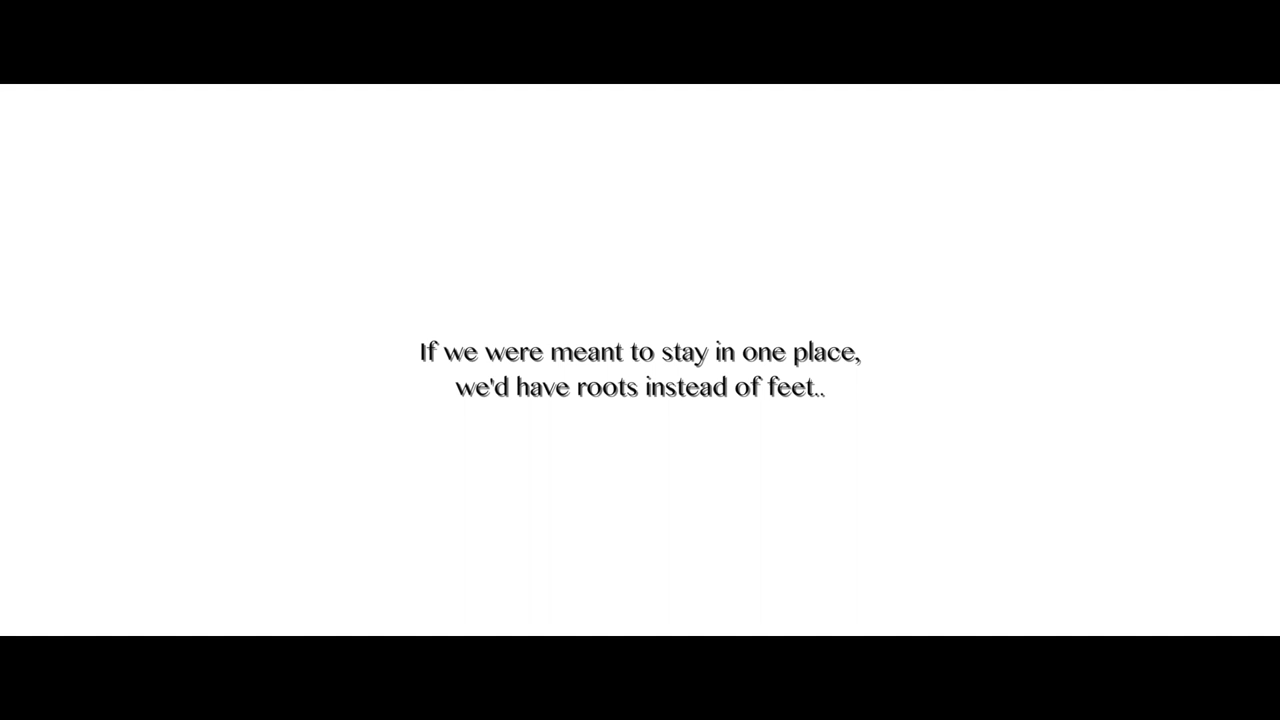 If we were meant to stay in one place,
we'd have roots instead of feet..